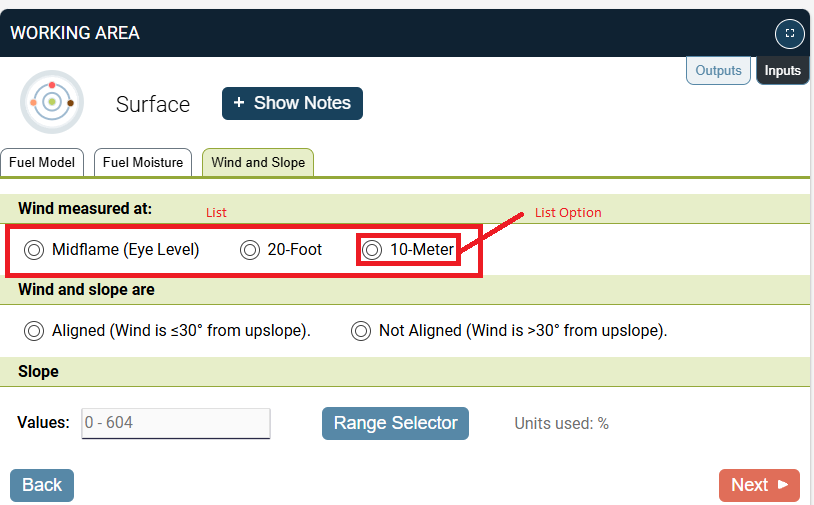 WORKING AREA
Outputs Inputs
Surface + Show Notes
Fuel Model Fuel Moisture Wind and Slope
Wind measured at: List List Option
Midflame (Eye Level) 20-Foot 10-Meter
Wind and slope are
Aligned (Wind is ≤30° from upslope). Not Aligned (Wind is >30° from upslope).
Slope
Values: 0 - 604 Range Selector Units used: %
Back Next